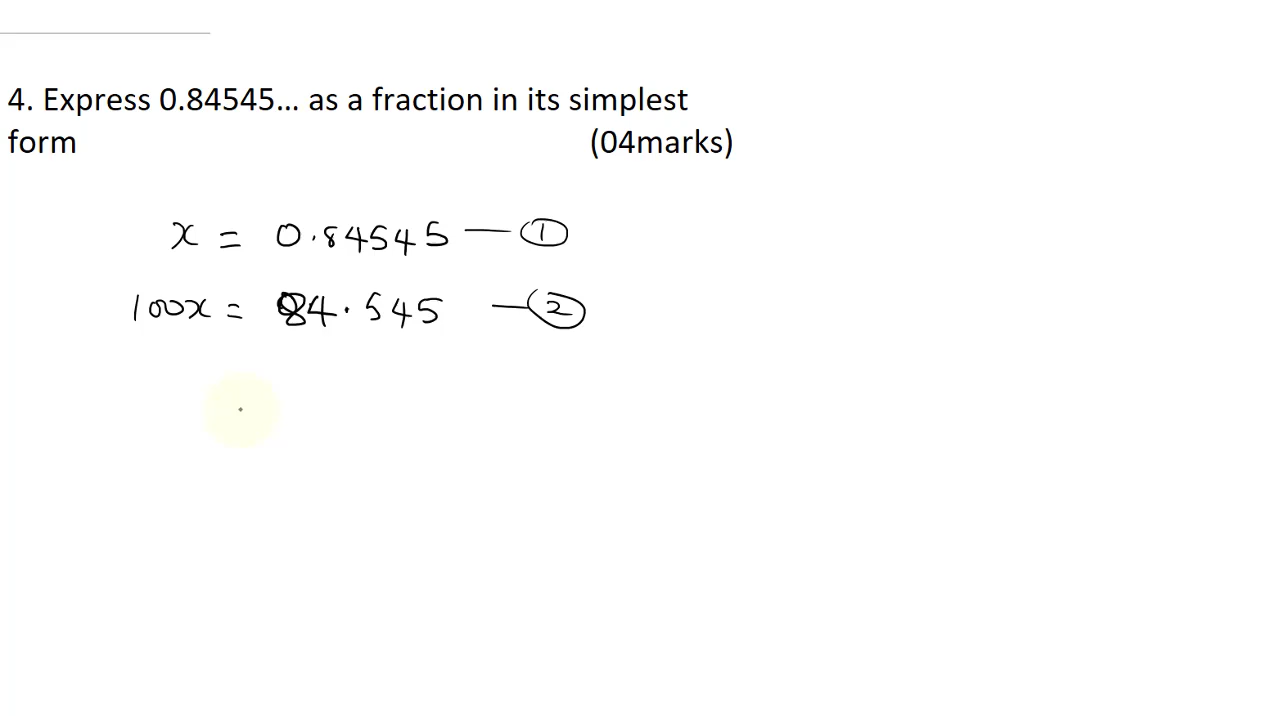 4. Express 0.84545... as a fraction in its simplest
form (04marks)
x = 0.84545 — ①
100x = 84.545 — ②